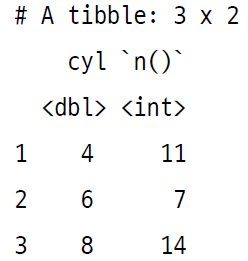 # A tibble: 3 x 2
cyl `n()`
<dbl> <int>
1 4 11
2 6 7
3 8 14